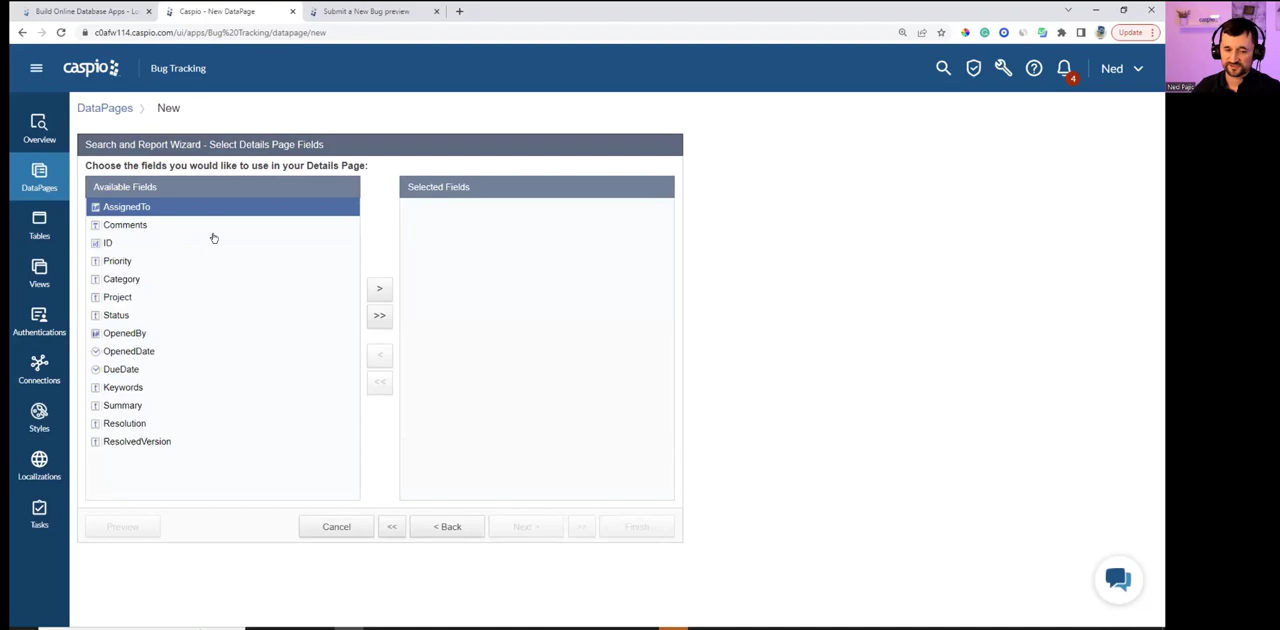 Build Online Database Apps - Lo
Caspio - New DataPage
Submit a New Bug preview
c0afw114.caspio.com/ui/apps/Bug%20Tracking/datapage/new
Update
caspio
Bug Tracking
4
Ned
Overview
DataPages
Tables
Views
Authentications
Connections
Styles
Localizations
Tasks
DataPages
New
Search and Report Wizard - Select Details Page Fields
Choose the fields you would like to use in your Details Page:
Available Fields
AssignedTo
Comments
ID
Priority
Category
Project
Status
OpenedBy
OpenedDate
DueDate
Keywords
Summary
Resolution
ResolvedVersion
>
>>
<
<<
Selected Fields
Preview
Cancel
<<
< Back
Next >
>>
Finish
caspio